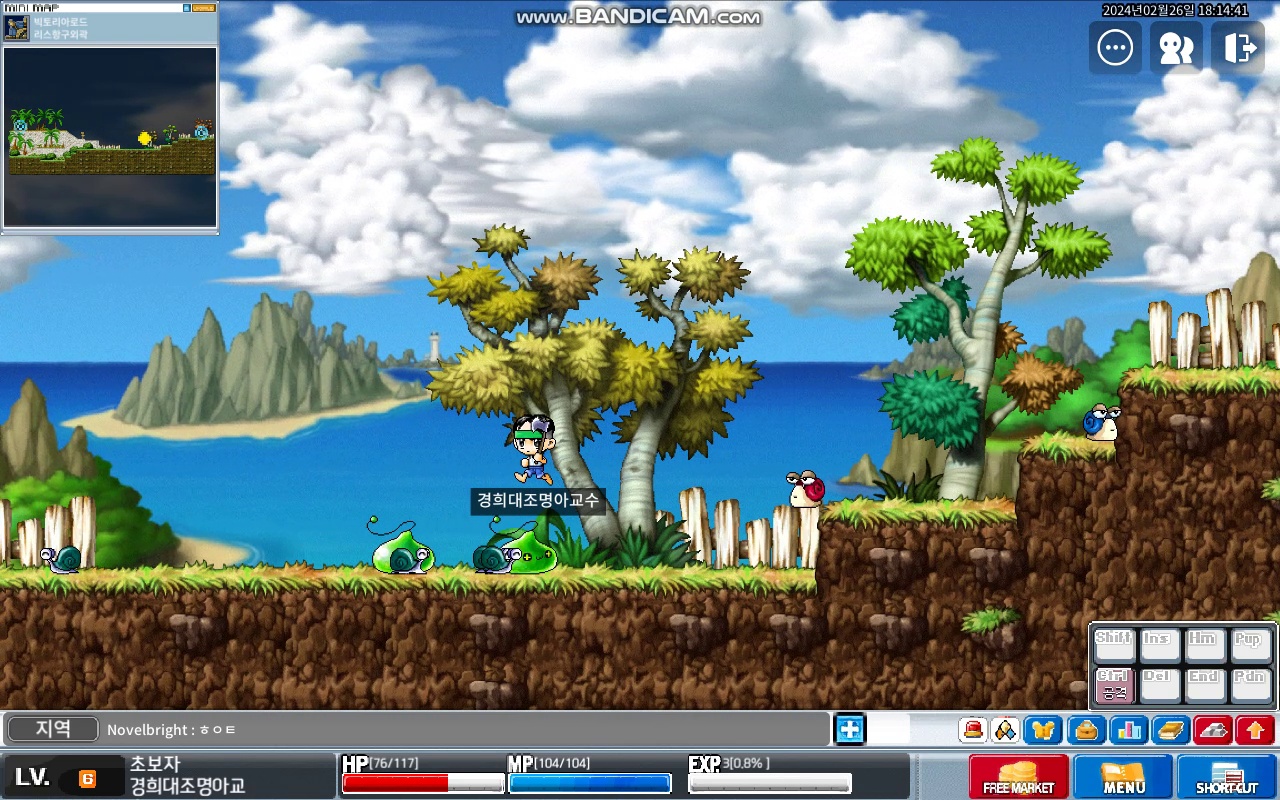 MINI MAP
WORLD
빅토리아로드
리스항구외곽
www.BANDICAM.com
2024년02월26일 18:14:41
경희대조명아교수
Shift Ins Hm Pup
Ctrl Del End Pdn
공격
지역 Novelbright : ㅎㅇㅌ
LV. 6
초보자
경희대조명아교
HP[76/117] MP[104/104] EXP 3[0.8% ]
FREE MARKET MENU SHORTCUT